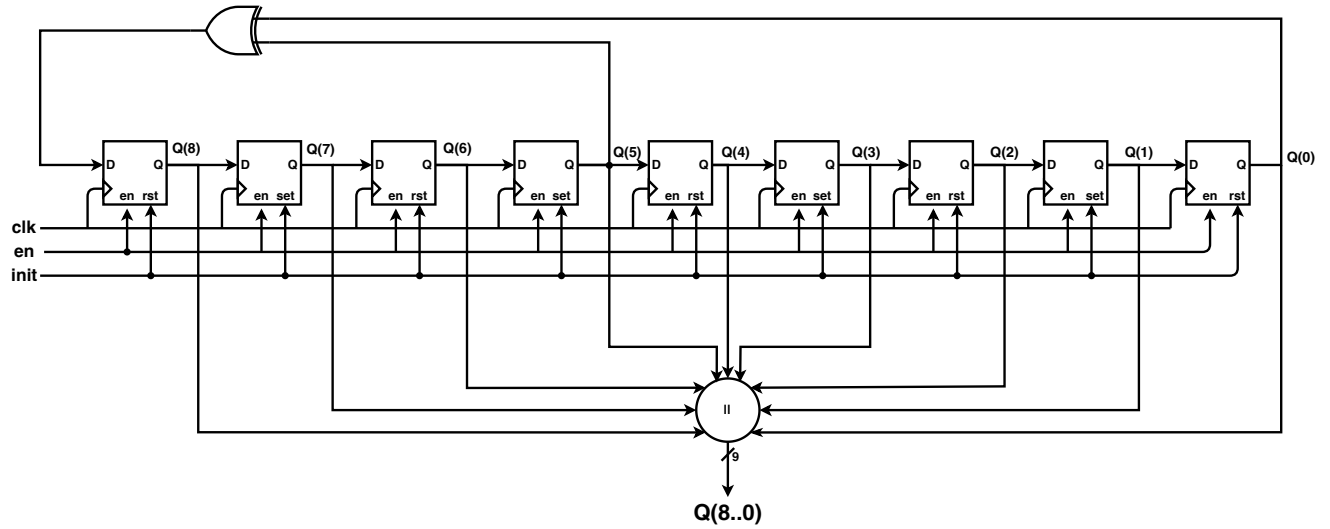 Q(8) Q(7) Q(6) Q(5) Q(4) Q(3) Q(2) Q(1) Q(0)
D Q D Q D Q D Q D Q D Q D Q D Q D Q
en rst en set en rst en set en rst en set en rst en set en rst
clk
en
init
||
9
Q(8..0)